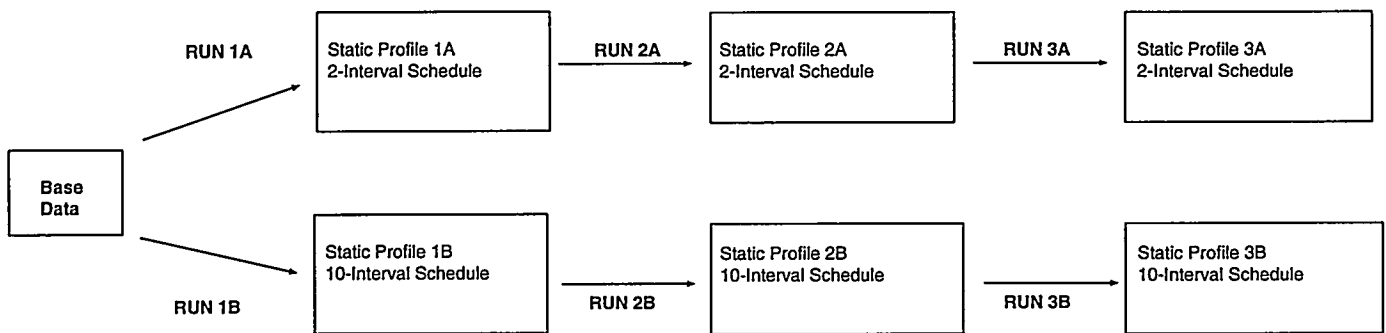 RUN 1A
Static Profile 1A
2-Interval Schedule
RUN 2A
Static Profile 2A
2-Interval Schedule
RUN 3A
Static Profile 3A
2-Interval Schedule
Base
Data
Static Profile 1B
10-Interval Schedule
RUN 1B
RUN 2B
Static Profile 2B
10-Interval Schedule
RUN 3B
Static Profile 3B
10-Interval Schedule